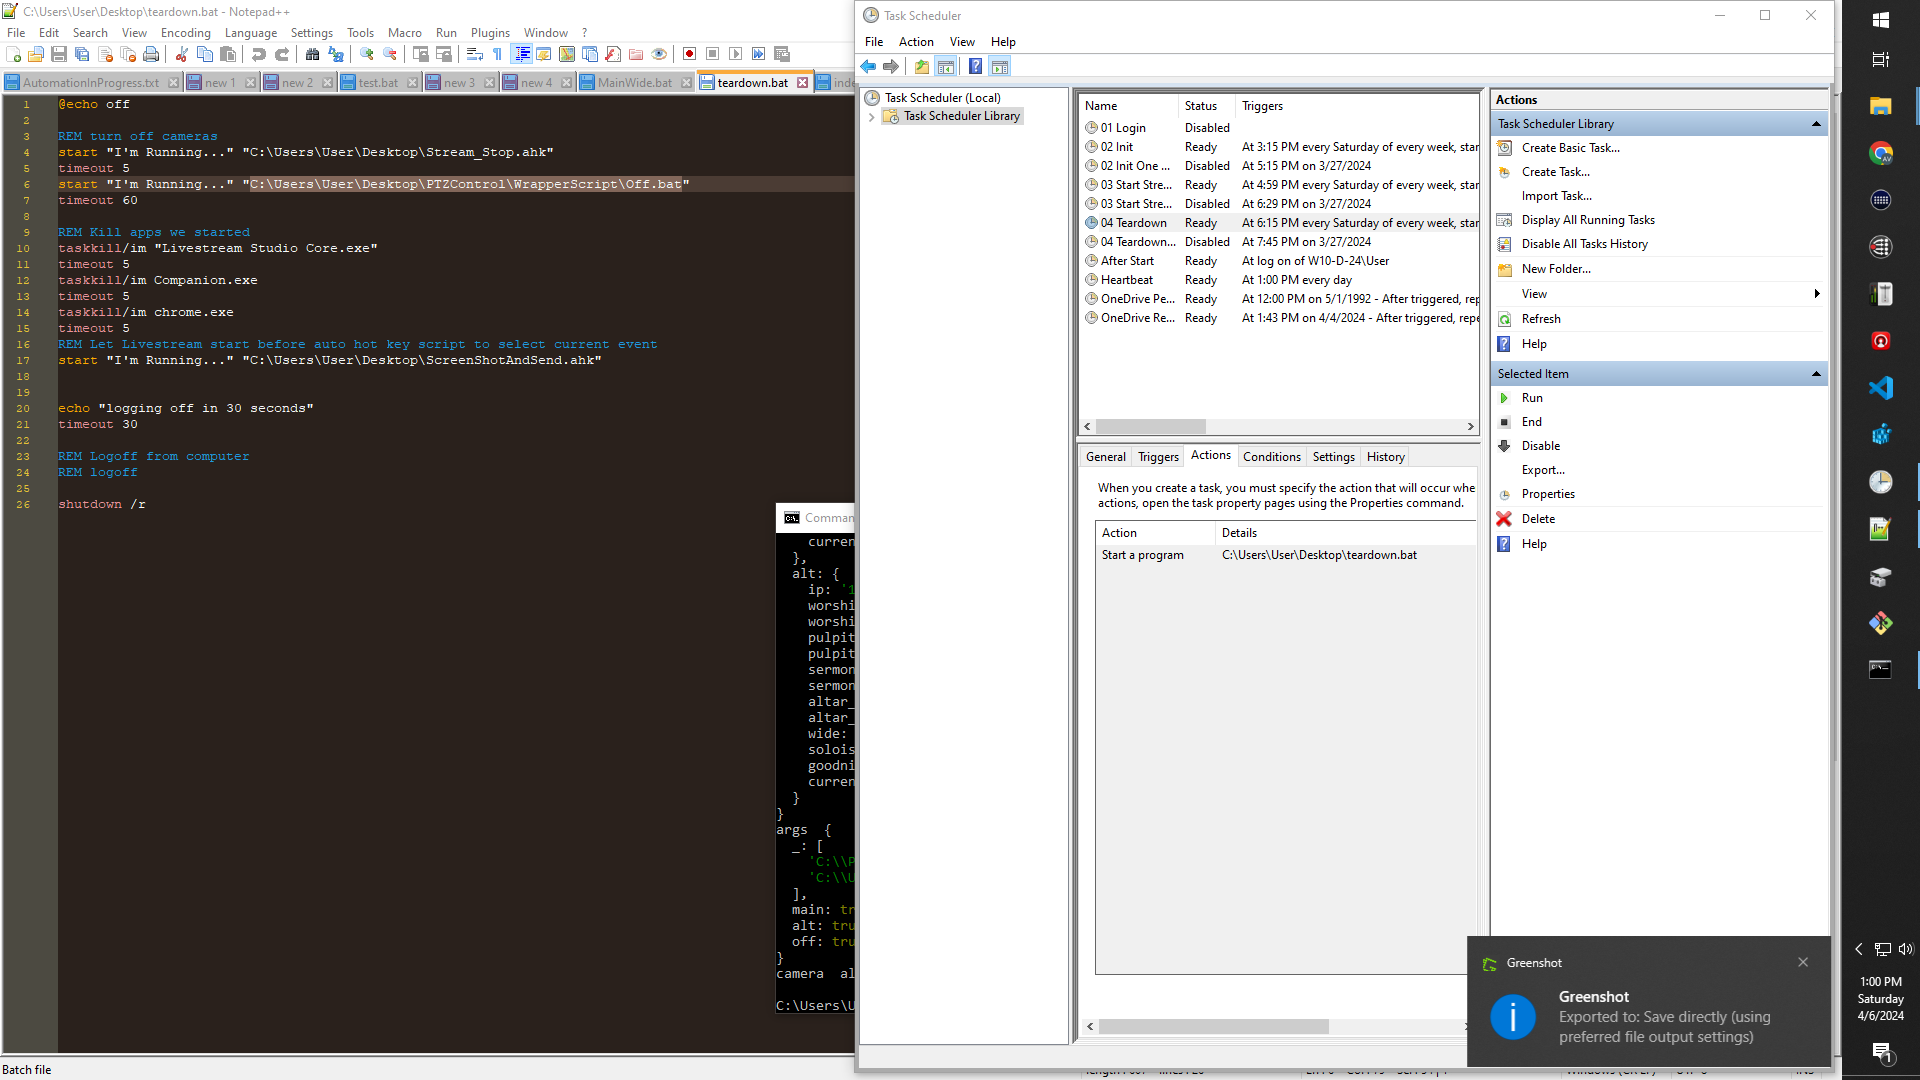 C:\Users\User\Desktop\teardown.bat - Notepad++
File Edit Search View Encoding Language Settings Tools Macro Run Plugins Window ?
AutomationInProgress.txt new 1 new 2 test.bat new 3 new 4 MainWide.bat teardown.bat inde
1 @echo off
2
3 REM turn off cameras
4 start "I'm Running..." "C:\Users\User\Desktop\Stream_Stop.ahk"
5 timeout 5
6 start "I'm Running..." "C:\Users\User\Desktop\PTZControl\WrapperScript\Off.bat"
7 timeout 60
8
9 REM Kill apps we started
10 taskkill/im "Livestream Studio Core.exe"
11 timeout 5
12 taskkill/im Companion.exe
13 timeout 5
14 taskkill/im chrome.exe
15 timeout 5
16 REM Let Livestream start before auto hot key script to select current event
17 start "I'm Running..." "C:\Users\User\Desktop\ScreenShotAndSend.ahk"
18
19
20 echo "logging off in 30 seconds"
21 timeout 30
22
23 REM Logoff from computer
24 REM logoff
25
26 shutdown /r
Batch file
Comman
curren
},
alt: {
ip: '1
worshi
worshi
pulpit
pulpit
sermon
sermon
altar_
altar_
wide:
solois
goodni
curren
}
}
args {
_: [
'C:\\P
'C:\\U
],
main: tr
alt: tru
off: tru
}
camera al
C:\Users\U
Task Scheduler
File Action View Help
Task Scheduler (Local)
Task Scheduler Library
Name Status Triggers
01 Login Disabled
02 Init Ready At 3:15 PM every Saturday of every week, star
02 Init One ... Disabled At 5:15 PM on 3/27/2024
03 Start Stre... Ready At 4:59 PM every Saturday of every week, star
03 Start Stre... Disabled At 6:29 PM on 3/27/2024
04 Teardown Ready At 6:15 PM every Saturday of every week, star
04 Teardown... Disabled At 7:45 PM on 3/27/2024
After Start Ready At log on of W10-D-24\User
Heartbeat Ready At 1:00 PM every day
OneDrive Pe... Ready At 12:00 PM on 5/1/1992 - After triggered, rep
OneDrive Re... Ready At 1:43 PM on 4/4/2024 - After triggered, repe
General Triggers Actions Conditions Settings History
When you create a task, you must specify the action that will occur whe
actions, open the task property pages using the Properties command.
Action Details
Start a program C:\Users\User\Desktop\teardown.bat
Actions
Task Scheduler Library
Create Basic Task...
Create Task...
Import Task...
Display All Running Tasks
Disable All Tasks History
New Folder...
View
Refresh
Help
Selected Item
Run
End
Disable
Export...
Properties
Delete
Help
Greenshot
Greenshot
Exported to: Save directly (using
preferred file output settings)
1:00 PM
Saturday
4/6/2024
1